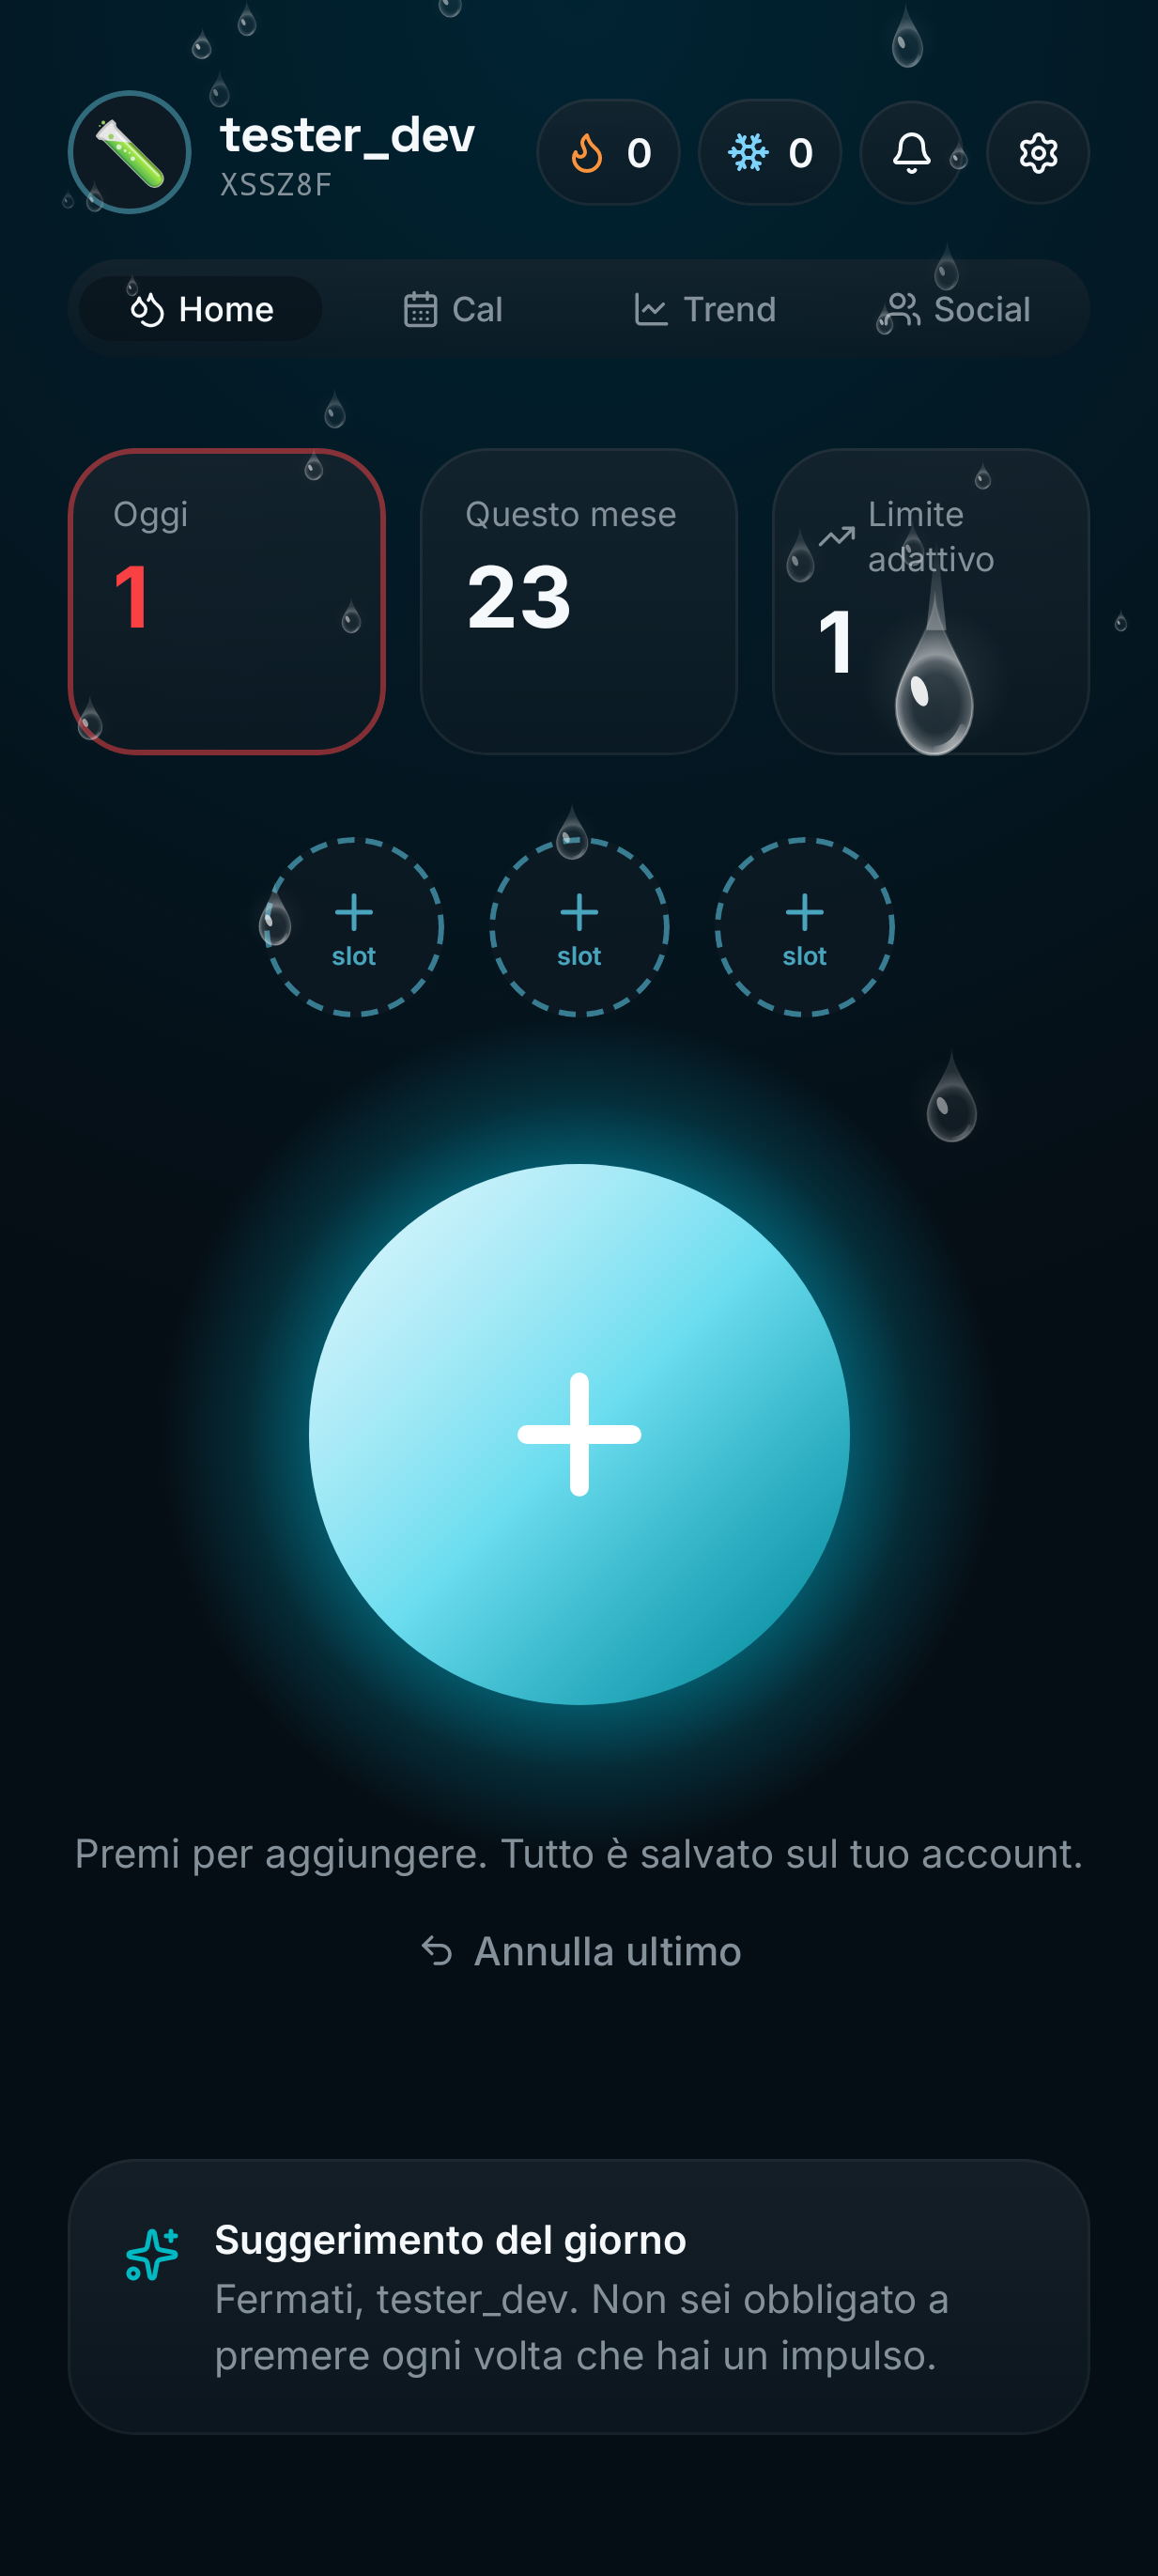 tester_dev
XSSZ8F
0
0
Home
Cal
Trend
Social
Oggi
1
Questo mese
23
Limite
adattivo
1
slot
slot
slot
Premi per aggiungere. Tutto è salvato sul tuo account.
Annulla ultimo
Suggerimento del giorno
Fermati, tester_dev. Non sei obbligato a
premere ogni volta che hai un impulso.